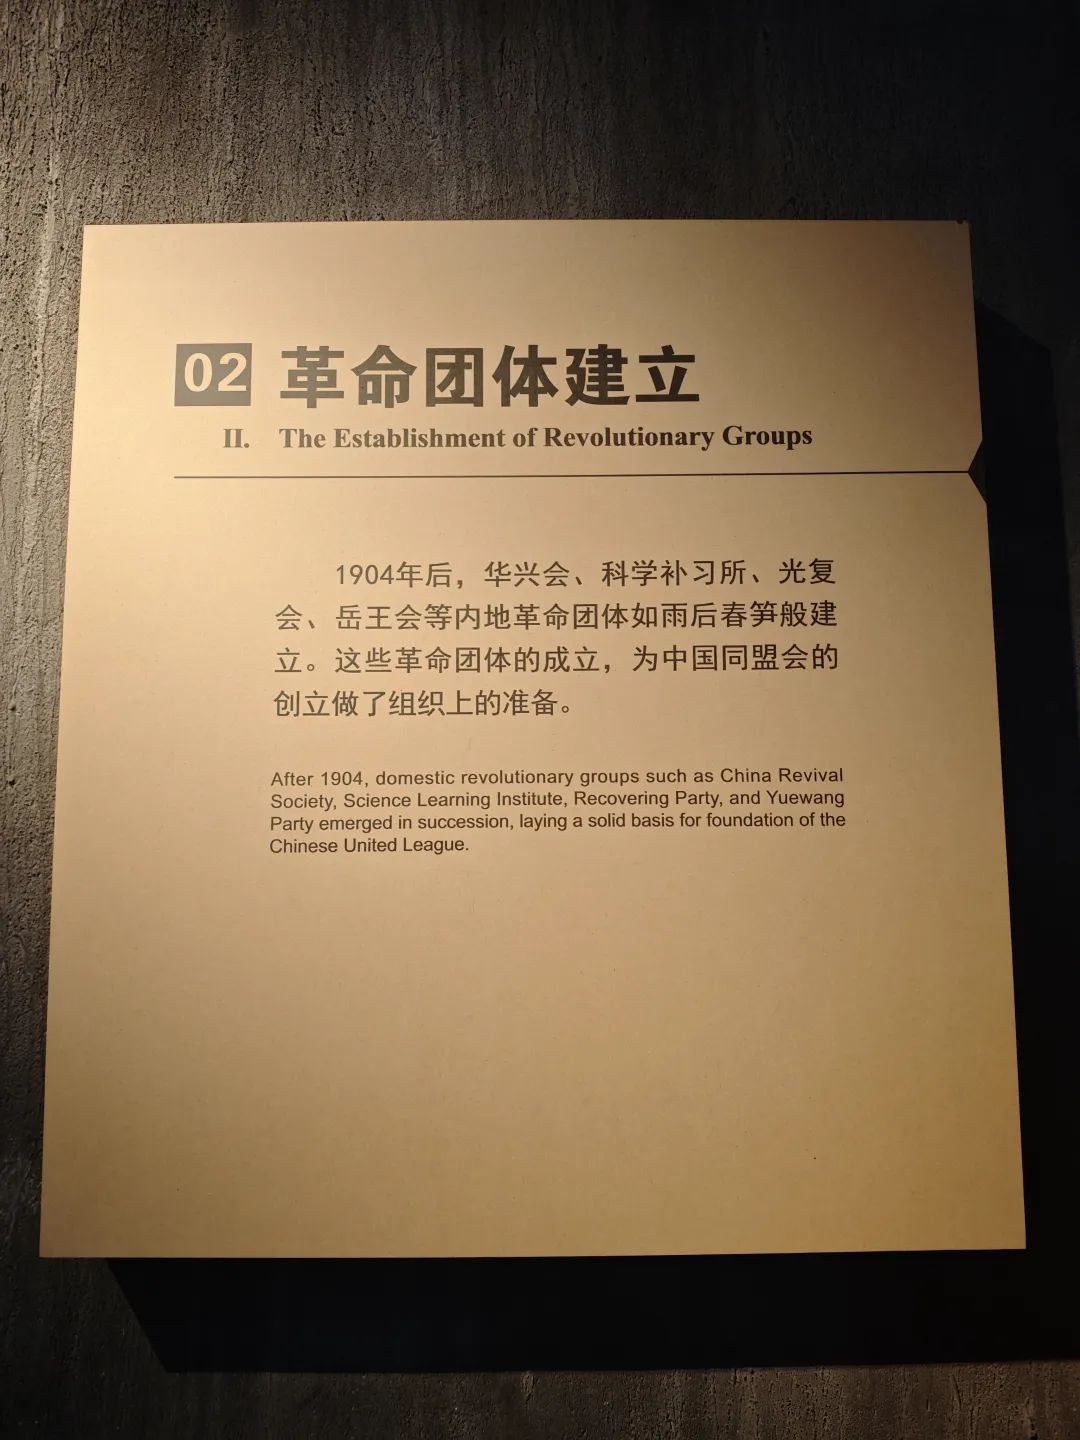 02 革命团体建立
II. The Establishment of Revolutionary Groups
1904年后，华兴会、科学补习所、光复
会、岳王会等内地革命团体如雨后春笋般建
立。这些革命团体的成立，为中国同盟会的
创立做了组织上的准备。
After 1904, domestic revolutionary groups such as China Revival
Society, Science Learning Institute, Recovering Party, and Yuewang
Party emerged in succession, laying a solid basis for foundation of the
Chinese United League.